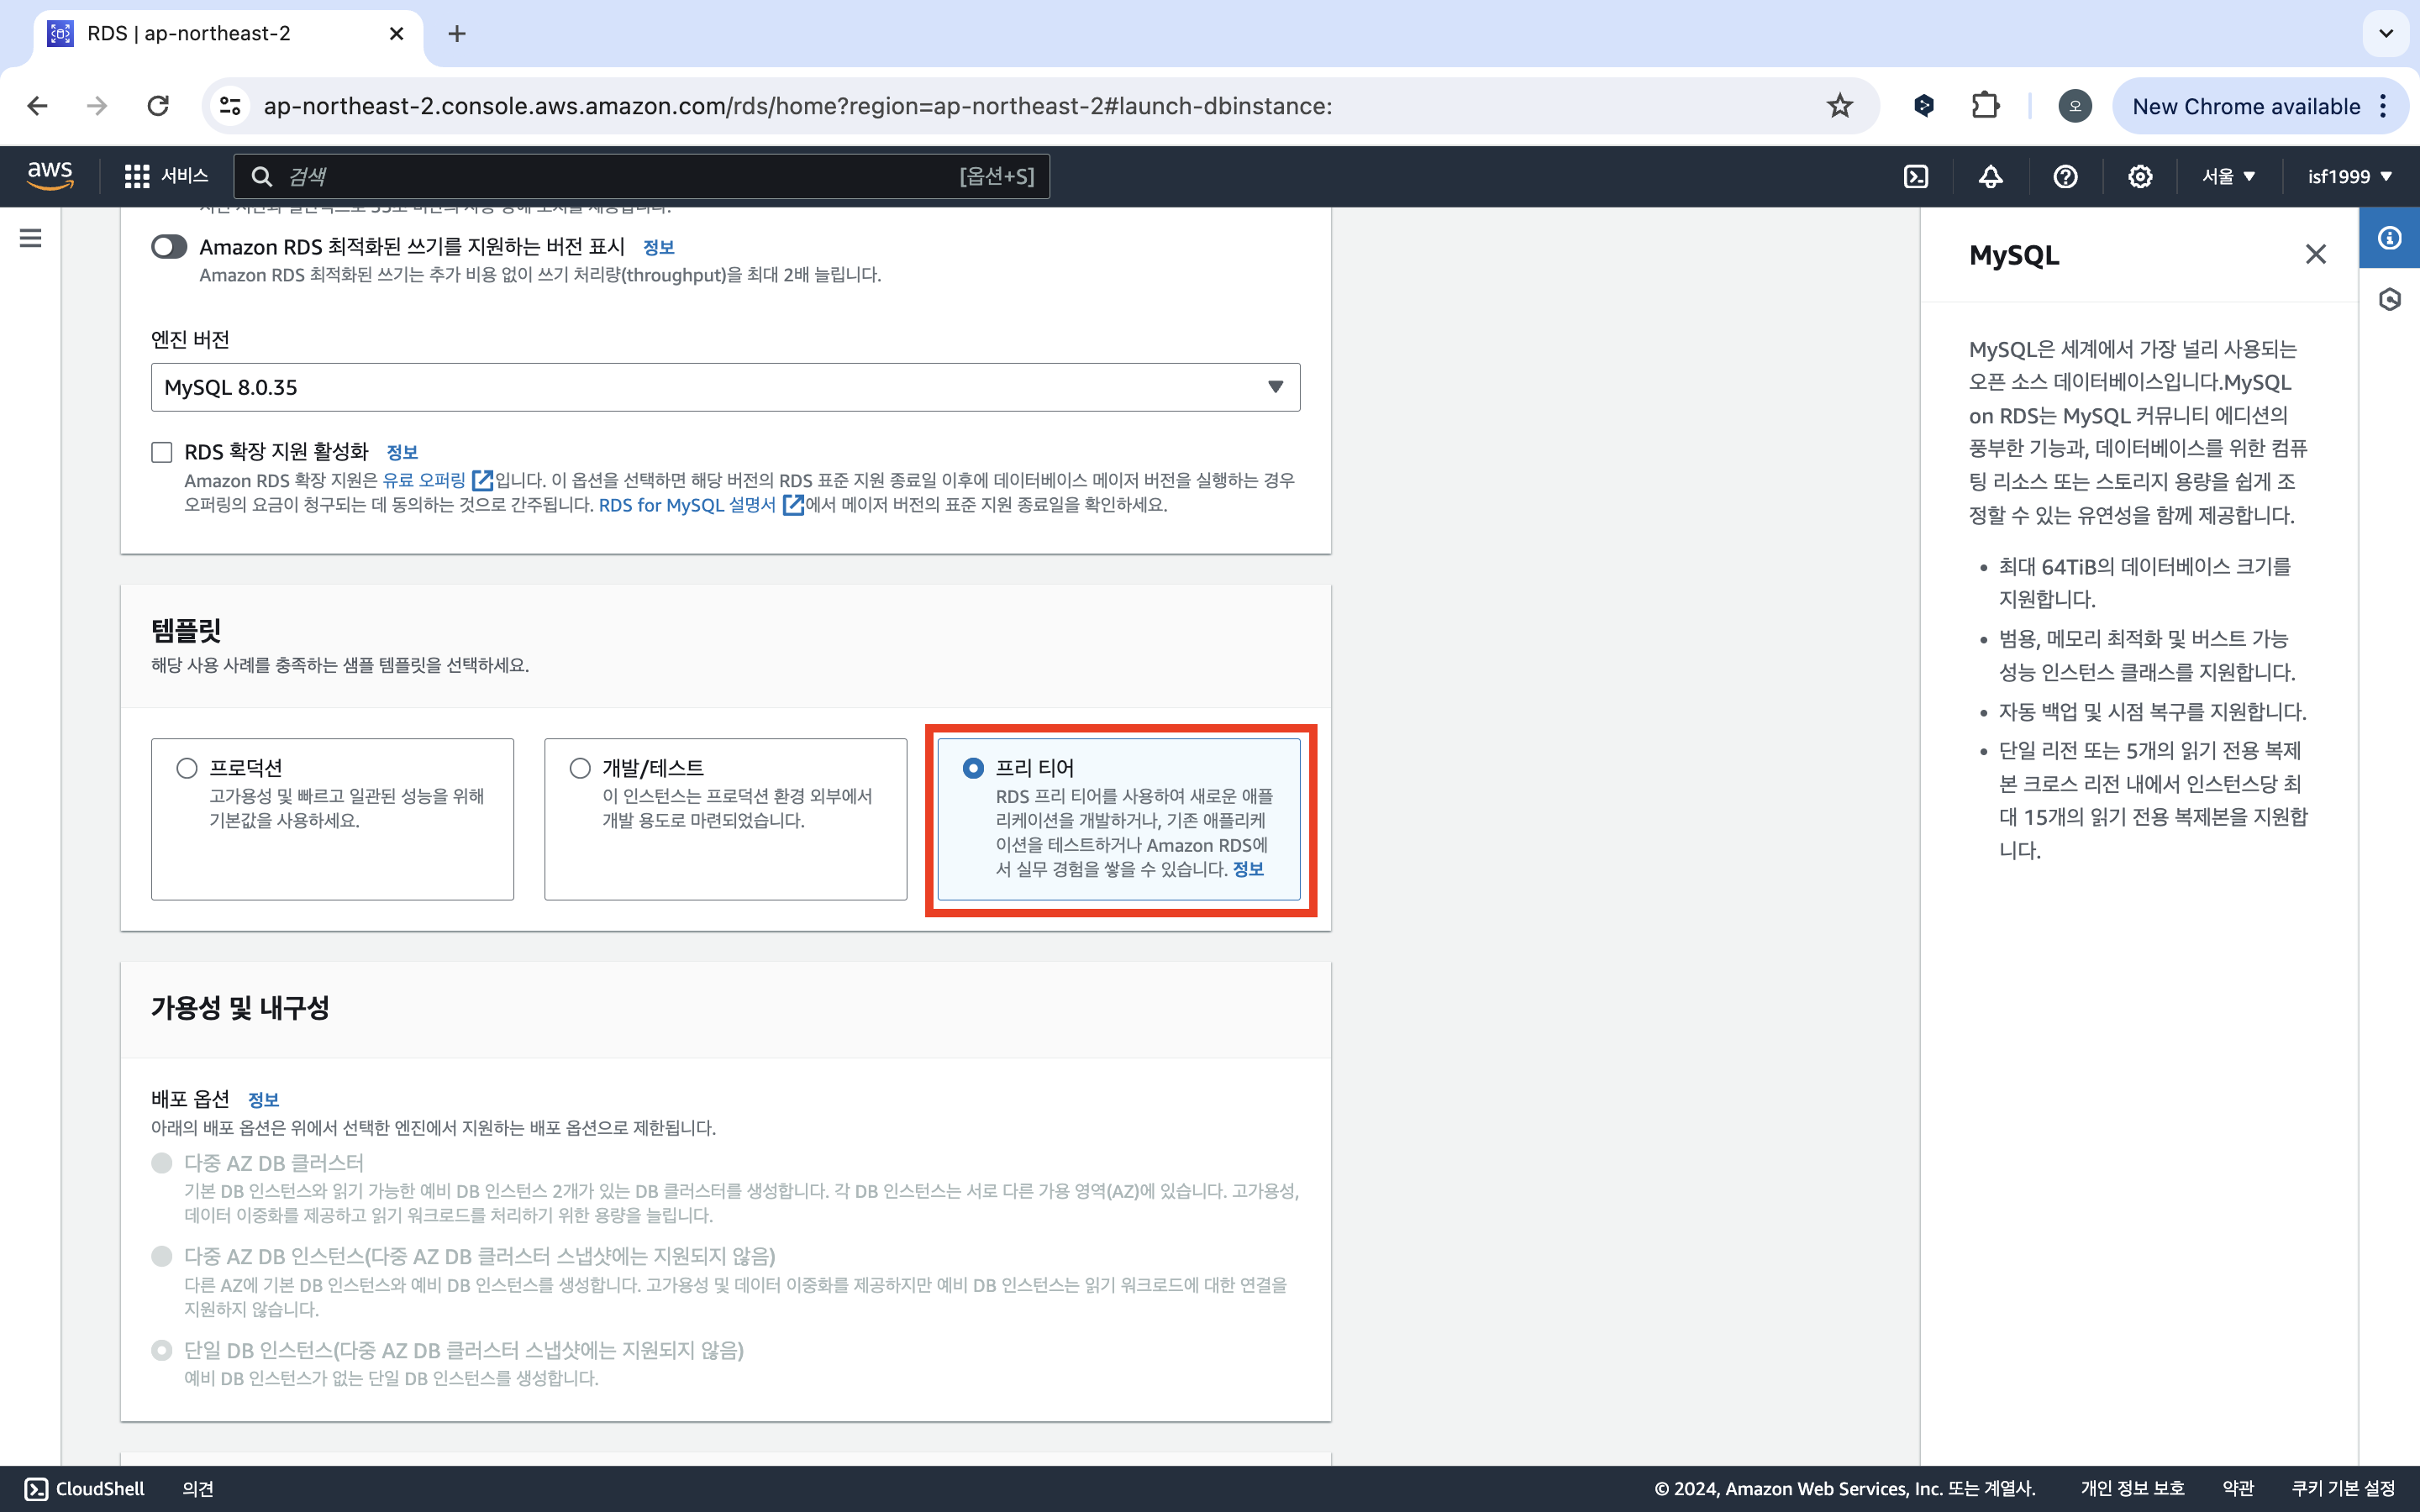 RDS | ap-northeast-2
ap-northeast-2.console.aws.amazon.com/rds/home?region=ap-northeast-2#launch-dbinstance:
오
New Chrome available
aws
서비스
검색
[옵션+S]
서울
isf1999
Amazon RDS 최적화된 쓰기를 지원하는 버전 표시 정보
Amazon RDS 최적화된 쓰기는 추가 비용 없이 쓰기 처리량(throughput)을 최대 2배 늘립니다.
엔진 버전
MySQL 8.0.35
RDS 확장 지원 활성화 정보
Amazon RDS 확장 지원은 유료 오퍼링 입니다. 이 옵션을 선택하면 해당 버전의 RDS 표준 지원 종료일 이후에 데이터베이스 메이저 버전을 실행하는 경우
오퍼링의 요금이 청구되는 데 동의하는 것으로 간주됩니다. RDS for MySQL 설명서 에서 메이저 버전의 표준 지원 종료일을 확인하세요.
템플릿
해당 사용 사례를 충족하는 샘플 템플릿을 선택하세요.
프로덕션
고가용성 및 빠르고 일관된 성능을 위해
기본값을 사용하세요.
개발/테스트
이 인스턴스는 프로덕션 환경 외부에서
개발 용도로 마련되었습니다.
프리 티어
RDS 프리 티어를 사용하여 새로운 애플
리케이션을 개발하거나, 기존 애플리케
이션을 테스트하거나 Amazon RDS에
서 실무 경험을 쌓을 수 있습니다. 정보
가용성 및 내구성
배포 옵션 정보
아래의 배포 옵션은 위에서 선택한 엔진에서 지원하는 배포 옵션으로 제한됩니다.
다중 AZ DB 클러스터
기본 DB 인스턴스와 읽기 가능한 예비 DB 인스턴스 2개가 있는 DB 클러스터를 생성합니다. 각 DB 인스턴스는 서로 다른 가용 영역(AZ)에 있습니다. 고가용성,
데이터 이중화를 제공하고 읽기 워크로드를 처리하기 위한 용량을 늘립니다.
다중 AZ DB 인스턴스(다중 AZ DB 클러스터 스냅샷에는 지원되지 않음)
다른 AZ에 기본 DB 인스턴스와 예비 DB 인스턴스를 생성합니다. 고가용성 및 데이터 이중화를 제공하지만 예비 DB 인스턴스는 읽기 워크로드에 대한 연결을
지원하지 않습니다.
단일 DB 인스턴스(다중 AZ DB 클러스터 스냅샷에는 지원되지 않음)
예비 DB 인스턴스가 없는 단일 DB 인스턴스를 생성합니다.
MySQL
MySQL은 세계에서 가장 널리 사용되는
오픈 소스 데이터베이스입니다.MySQL
on RDS는 MySQL 커뮤니티 에디션의
풍부한 기능과, 데이터베이스를 위한 컴퓨
팅 리소스 또는 스토리지 용량을 쉽게 조
정할 수 있는 유연성을 함께 제공합니다.
• 최대 64TiB의 데이터베이스 크기를
지원합니다.
• 범용, 메모리 최적화 및 버스트 가능
성능 인스턴스 클래스를 지원합니다.
• 자동 백업 및 시점 복구를 지원합니다.
• 단일 리전 또는 5개의 읽기 전용 복제
본 크로스 리전 내에서 인스턴스당 최
대 15개의 읽기 전용 복제본을 지원합
니다.
CloudShell
의견
© 2024, Amazon Web Services, Inc. 또는 계열사.
개인 정보 보호
약관
쿠키 기본 설정